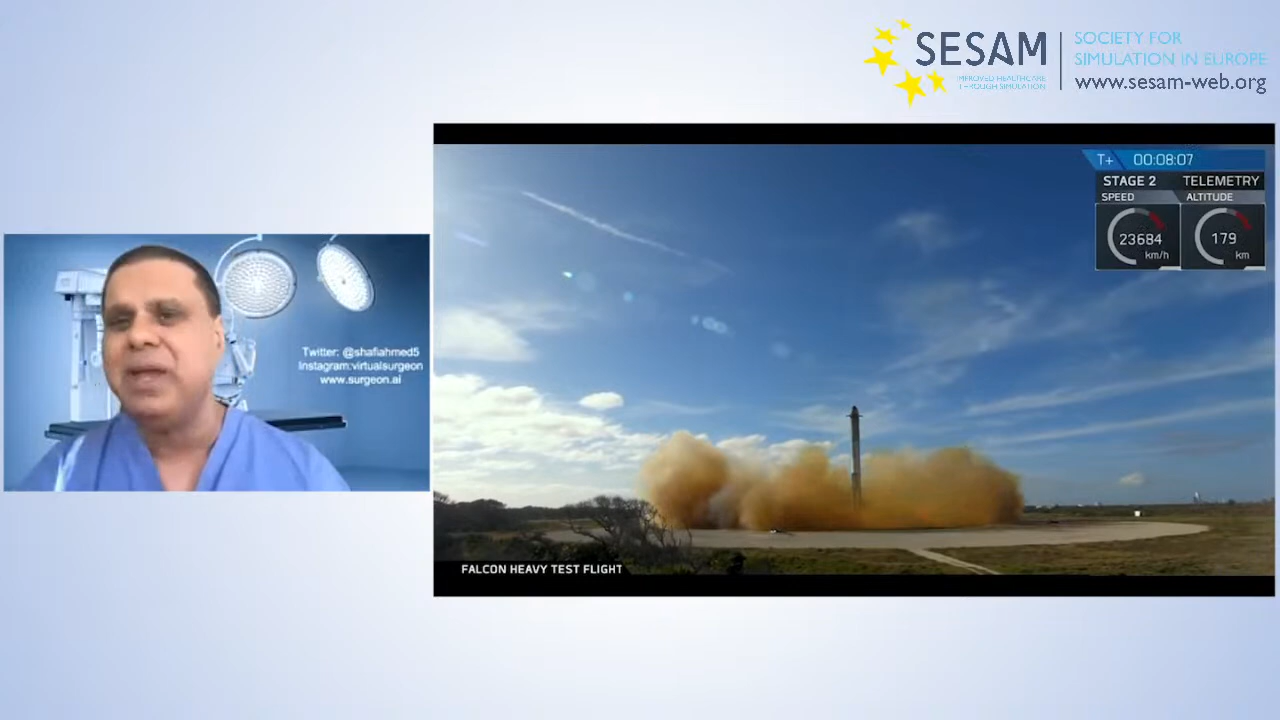 SESAM
IMPROVED HEALTHCARE
THROUGH SIMULATION
SOCIETY FOR
SIMULATION IN EUROPE
www.sesam-web.org
T+ 00:08:07
STAGE 2 TELEMETRY
SPEED ALTITUDE
23684 179
km/h km
Twitter: @shafiahmed5
Instagram:virtualsurgeon
www.surgeon.ai
FALCON HEAVY TEST FLIGHT